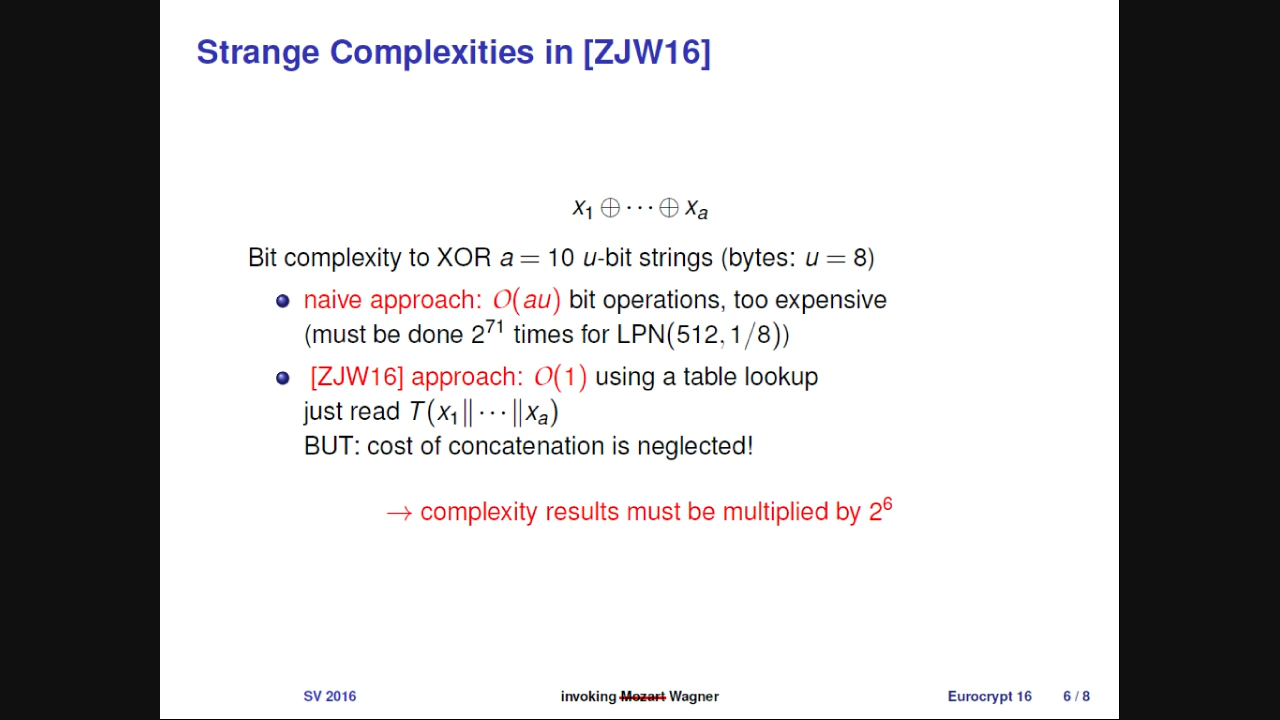 Strange Complexities in [ZJW16]
x₁ ⊕ ··· ⊕ xₐ
Bit complexity to XOR a = 10 u-bit strings (bytes: u = 8)
naive approach: O(au) bit operations, too expensive
(must be done 2⁷¹ times for LPN(512, 1/8))
[ZJW16] approach: O(1) using a table lookup
just read T(x₁‖···‖xₐ)
BUT: cost of concatenation is neglected!
→ complexity results must be multiplied by 2⁶
SV 2016 invoking Mozart Wagner Eurocrypt 16 6 / 8